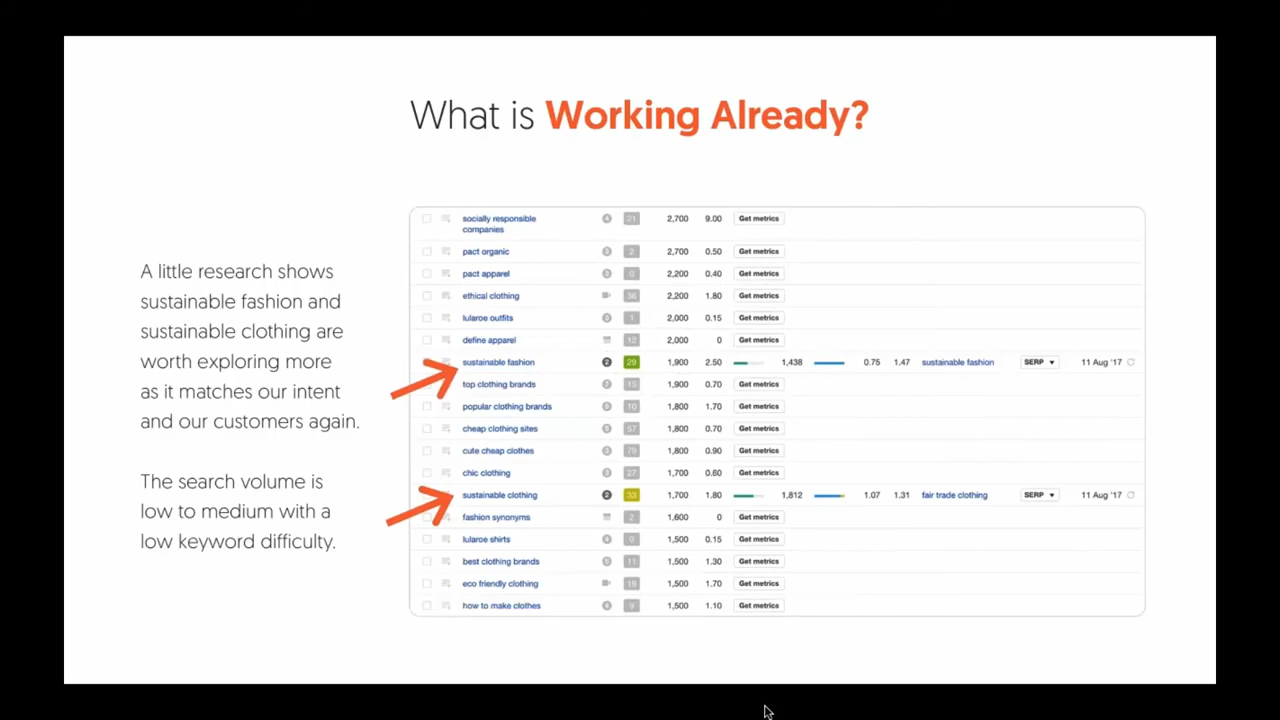 What is Working Already?
A little research shows
sustainable fashion and
sustainable clothing are
worth exploring more
as it matches our intent
and our customers again.
The search volume is
low to medium with a
low keyword difficulty.
socially responsible companies 4 21 2,700 9.00 Get metrics
pact organic 3 2 2,700 0.50 Get metrics
pact apparel 3 0 2,200 0.40 Get metrics
ethical clothing 36 2,200 1.80 Get metrics
lularoe outfits 3 1 2,000 0.15 Get metrics
define apparel 12 2,000 0 Get metrics
sustainable fashion 2 29 1,900 2.50 1,438 0.75 1.47 sustainable fashion SERP 11 Aug '17
top clothing brands 15 1,900 0.70 Get metrics
popular clothing brands 10 1,800 1.70 Get metrics
cheap clothing sites 57 1,800 0.70 Get metrics
cute cheap clothes 79 1,800 0.90 Get metrics
chic clothing 27 1,700 0.60 Get metrics
sustainable clothing 2 33 1,700 1.80 1,812 1.07 1.31 fair trade clothing SERP 11 Aug '17
fashion synonyms 2 1,600 0 Get metrics
lularoe shirts 4 0 1,500 0.15 Get metrics
best clothing brands 11 1,500 1.30 Get metrics
eco friendly clothing 1,500 1.70 Get metrics
how to make clothes 9 1,500 1.10 Get metrics